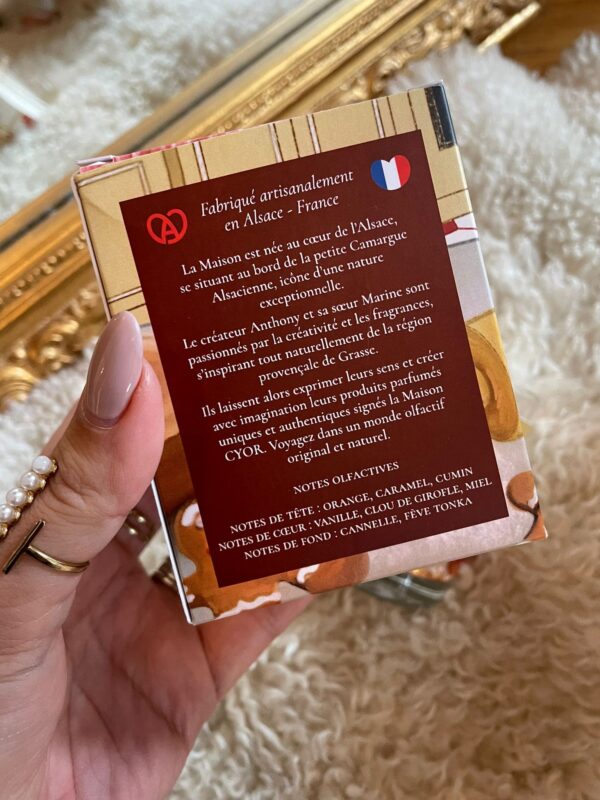 Fabriqué artisanalement
en Alsace - France
La Maison est née au cœur de l'Alsace,
se situant au bord de la petite Camargue
Alsacienne, icône d'une nature
exceptionnelle.
Le créateur Anthony et sa sœur Marine sont
passionnés par la créativité et les fragrances,
s'inspirant tout naturellement de la région
provençale de Grasse.
Ils laissent alors exprimer leurs sens et créer
avec imagination leurs produits parfumés
uniques et authentiques signés la Maison
CYOR. Voyagez dans un monde olfactif
original et naturel.
NOTES OLFACTIVES
NOTES DE TÊTE : ORANGE, CARAMEL, CUMIN
NOTES DE CŒUR : VANILLE, CLOU DE GIROFLE, MIEL
NOTES DE FOND : CANNELLE, FÈVE TONKA